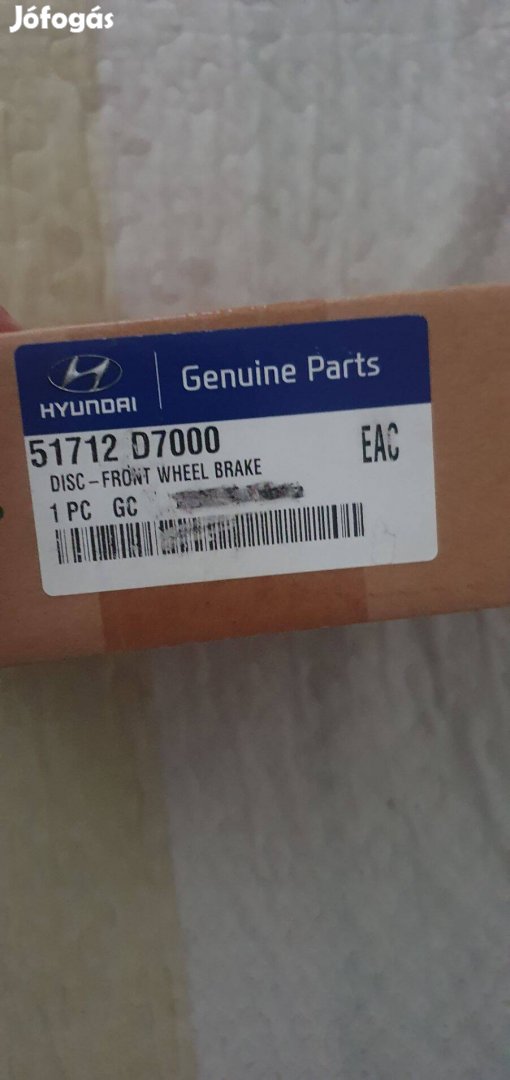 Jófogás
HYUNDAI
Genuine Parts
51712 D7000
EAC
DISC-FRONT WHEEL BRAKE
1 PC GC